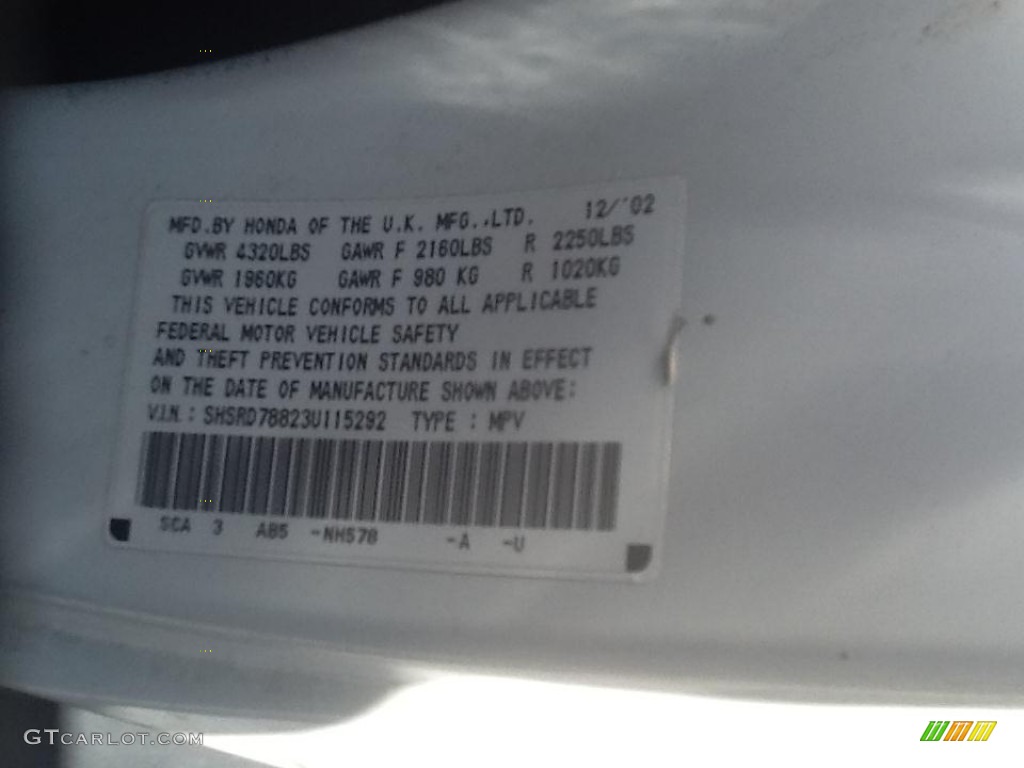 MFD.BY HONDA OF THE U.K. MFG.,LTD. 12/'02
GVWR 4320LBS GAWR F 2160LBS R 2250LBS
GVWR 1960KG GAWR F 980 KG R 1020KG
THIS VEHICLE CONFORMS TO ALL APPLICABLE
FEDERAL MOTOR VEHICLE SAFETY
AND THEFT PREVENTION STANDARDS IN EFFECT
ON THE DATE OF MANUFACTURE SHOWN ABOVE:
V.I.N. : SHSRD78823U115292 TYPE : MPV
SCA 3 AB5 -NH578 -A -U
GTCARLOT.COM